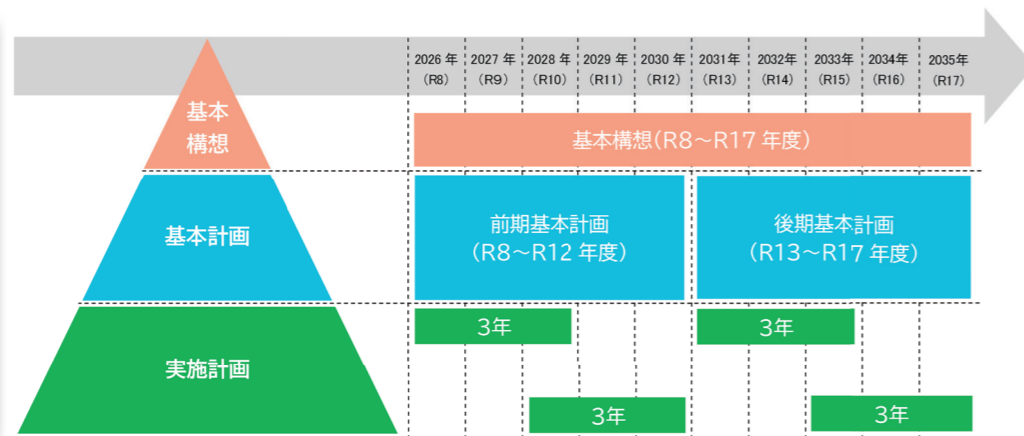 2026 年
(R8)
2027 年
(R9)
2028 年
(R10)
2029 年
(R11)
2030 年
(R12)
2031年
(R13)
2032年
(R14)
2033年
(R15)
2034年
(R16)
2035年
(R17)
基本
構想
基本構想(R8～R17 年度)
基本計画
前期基本計画
(R8～R12 年度)
後期基本計画
(R13～R17 年度)
実施計画
3年
3年
3年
3年